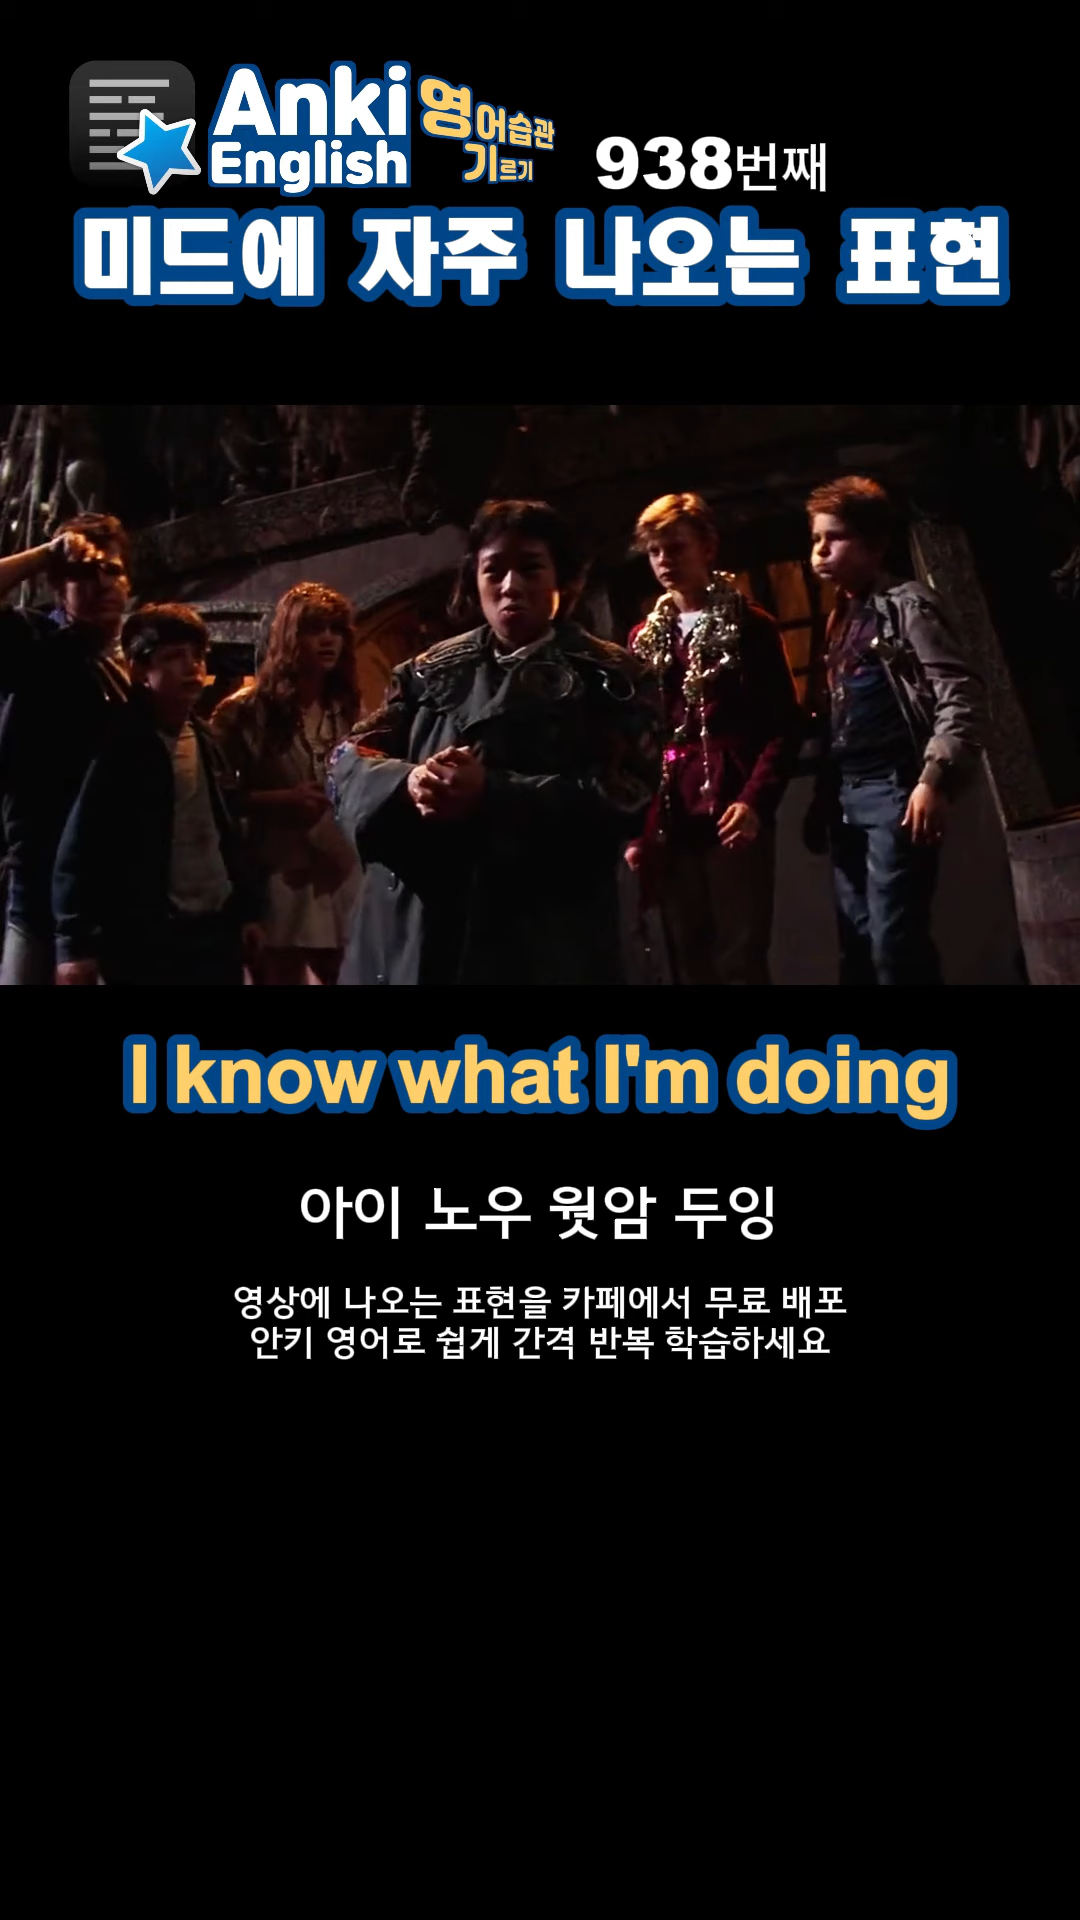 Anki
English
영어습관
기르기
938번째
미드에 자주 나오는 표현
I know what I'm doing
아이 노우 웟암 두잉
영상에 나오는 표현을 카페에서 무료 배포
안키 영어로 쉽게 간격 반복 학습하세요